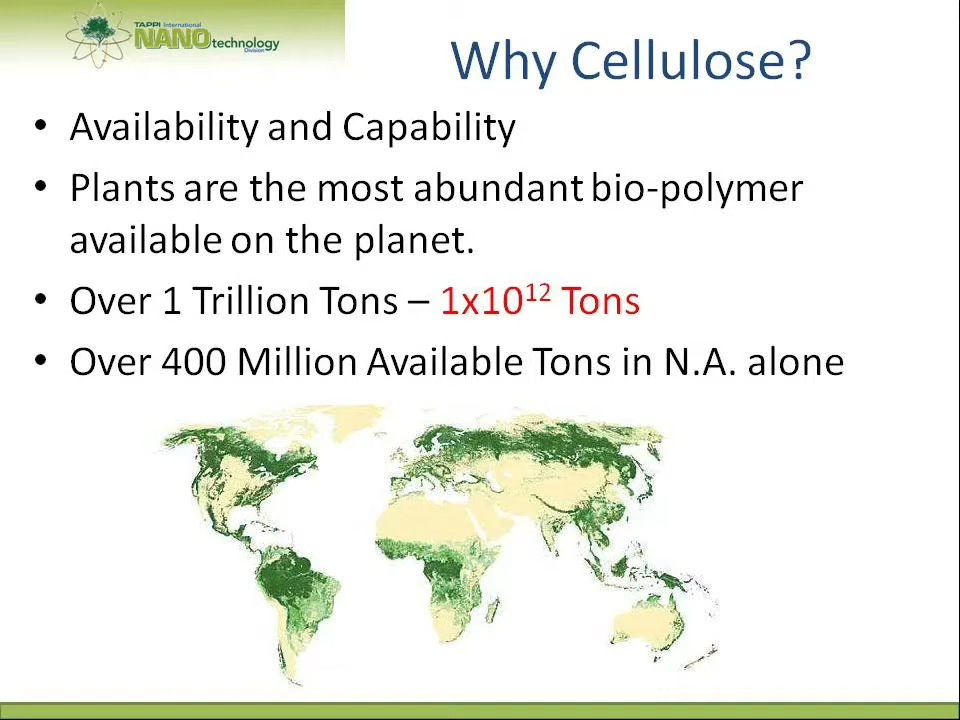 TAPPI International
NANOtechnology
Division
Why Cellulose?
• Availability and Capability
• Plants are the most abundant bio-polymer
available on the planet.
• Over 1 Trillion Tons – 1x10¹² Tons
• Over 400 Million Available Tons in N.A. alone